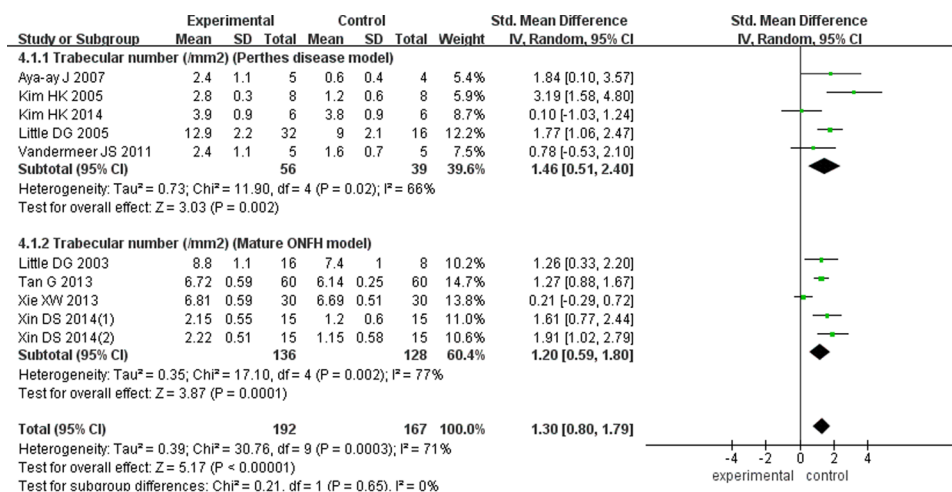 Experimental Control Std. Mean Difference Std. Mean Difference
Study or Subgroup Mean SD Total Mean SD Total Weight IV, Random, 95% CI IV, Random, 95% CI
4.1.1 Trabecular number (/mm2) (Perthes disease model)
Aya-ay J 2007 2.4 1.1 5 0.6 0.4 4 5.4% 1.84 [0.10, 3.57]
Kim HK 2005 2.8 0.3 8 1.2 0.6 8 5.9% 3.19 [1.58, 4.80]
Kim HK 2014 3.9 0.9 6 3.8 0.9 6 8.7% 0.10 [-1.03, 1.24]
Little DG 2005 12.9 2.2 32 9 2.1 16 12.2% 1.77 [1.06, 2.47]
Vandermeer JS 2011 2.4 1.1 5 1.6 0.7 5 7.5% 0.78 [-0.53, 2.10]
Subtotal (95% CI) 56 39 39.6% 1.46 [0.51, 2.40]
Heterogeneity: Tau² = 0.73; Chi² = 11.90, df = 4 (P = 0.02); I² = 66%
Test for overall effect: Z = 3.03 (P = 0.002)
4.1.2 Trabecular number (/mm2) (Mature ONFH model)
Little DG 2003 8.8 1.1 16 7.4 1 8 10.2% 1.26 [0.33, 2.20]
Tan G 2013 6.72 0.59 60 6.14 0.25 60 14.7% 1.27 [0.88, 1.67]
Xie XW 2013 6.81 0.59 30 6.69 0.51 30 13.8% 0.21 [-0.29, 0.72]
Xin DS 2014(1) 2.15 0.55 15 1.2 0.6 15 11.0% 1.61 [0.77, 2.44]
Xin DS 2014(2) 2.22 0.51 15 1.15 0.58 15 10.6% 1.91 [1.02, 2.79]
Subtotal (95% CI) 136 128 60.4% 1.20 [0.59, 1.80]
Heterogeneity: Tau² = 0.35; Chi² = 17.10, df = 4 (P = 0.002); I² = 77%
Test for overall effect: Z = 3.87 (P = 0.0001)
Total (95% CI) 192 167 100.0% 1.30 [0.80, 1.79]
Heterogeneity: Tau² = 0.39; Chi² = 30.76, df = 9 (P = 0.0003); I² = 71%
Test for overall effect: Z = 5.17 (P < 0.00001)
Test for subgroup differences: Chi² = 0.21, df = 1 (P = 0.65), I² = 0%
-4 -2 0 2 4
experimental control